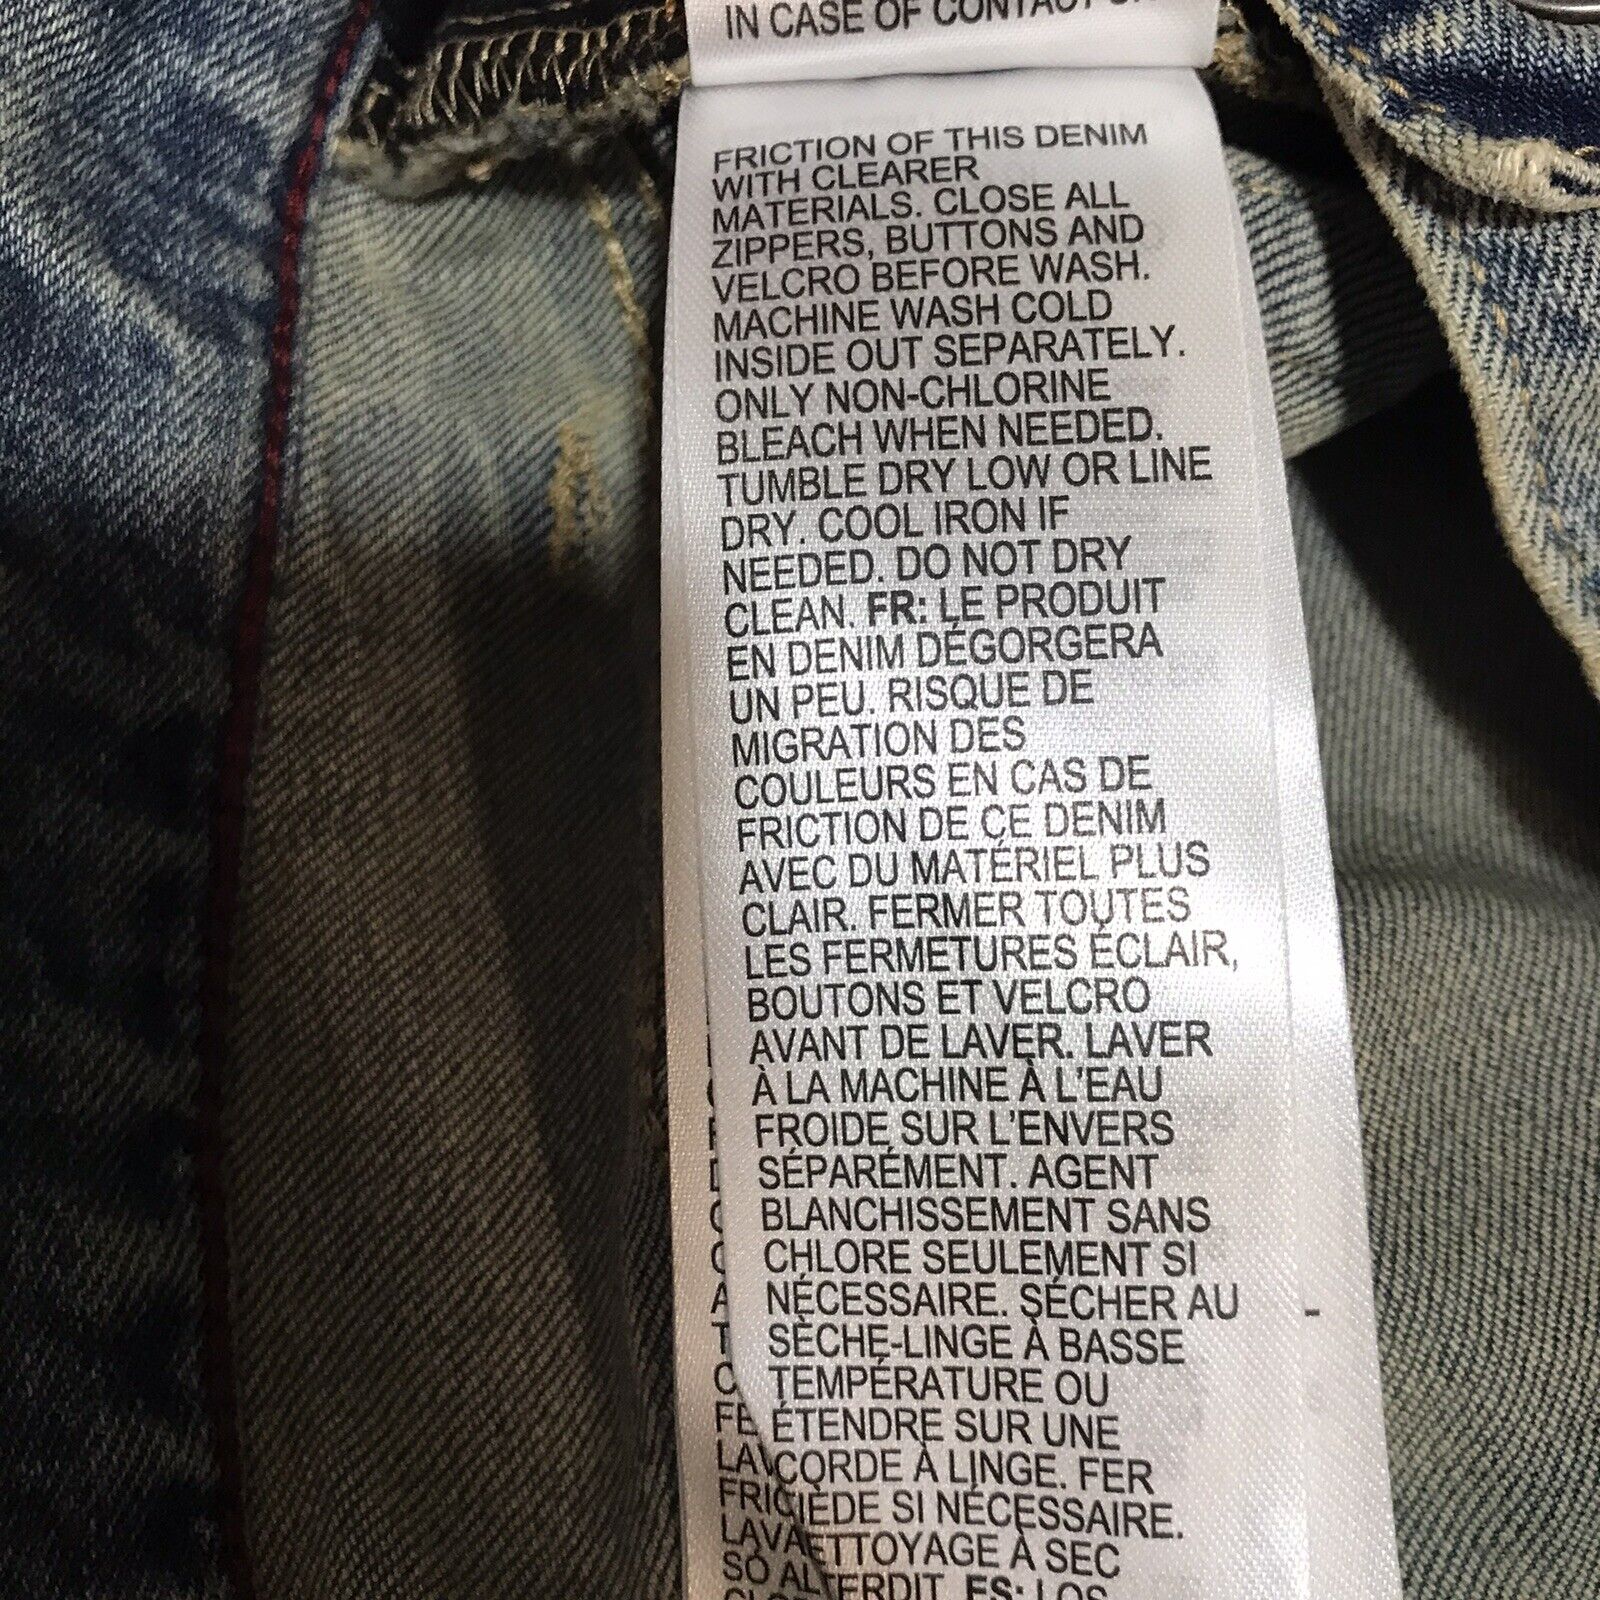 IN CASE OF CONTACT
FRICTION OF THIS DENIM
WITH CLEARER
MATERIALS. CLOSE ALL
ZIPPERS, BUTTONS AND
VELCRO BEFORE WASH.
MACHINE WASH COLD
INSIDE OUT SEPARATELY.
ONLY NON-CHLORINE
BLEACH WHEN NEEDED.
TUMBLE DRY LOW OR LINE
DRY. COOL IRON IF
NEEDED. DO NOT DRY
CLEAN. FR: LE PRODUIT
EN DENIM DÉGORGERA
UN PEU. RISQUE DE
MIGRATION DES
COULEURS EN CAS DE
FRICTION DE CE DENIM
AVEC DU MATÉRIEL PLUS
CLAIR. FERMER TOUTES
LES FERMETURES ÉCLAIR,
BOUTONS ET VELCRO
AVANT DE LAVER. LAVER
À LA MACHINE À L'EAU
FROIDE SUR L'ENVERS
SÉPARÉMENT. AGENT
BLANCHISSEMENT SANS
CHLORE SEULEMENT SI
NÉCESSAIRE. SÉCHER AU
SÈCHE-LINGE À BASSE
TEMPÉRATURE OU
ÉTENDRE SUR UNE
CORDE À LINGE. FER
SI NÉCESSAIRE.
À SEC
ES: LOS